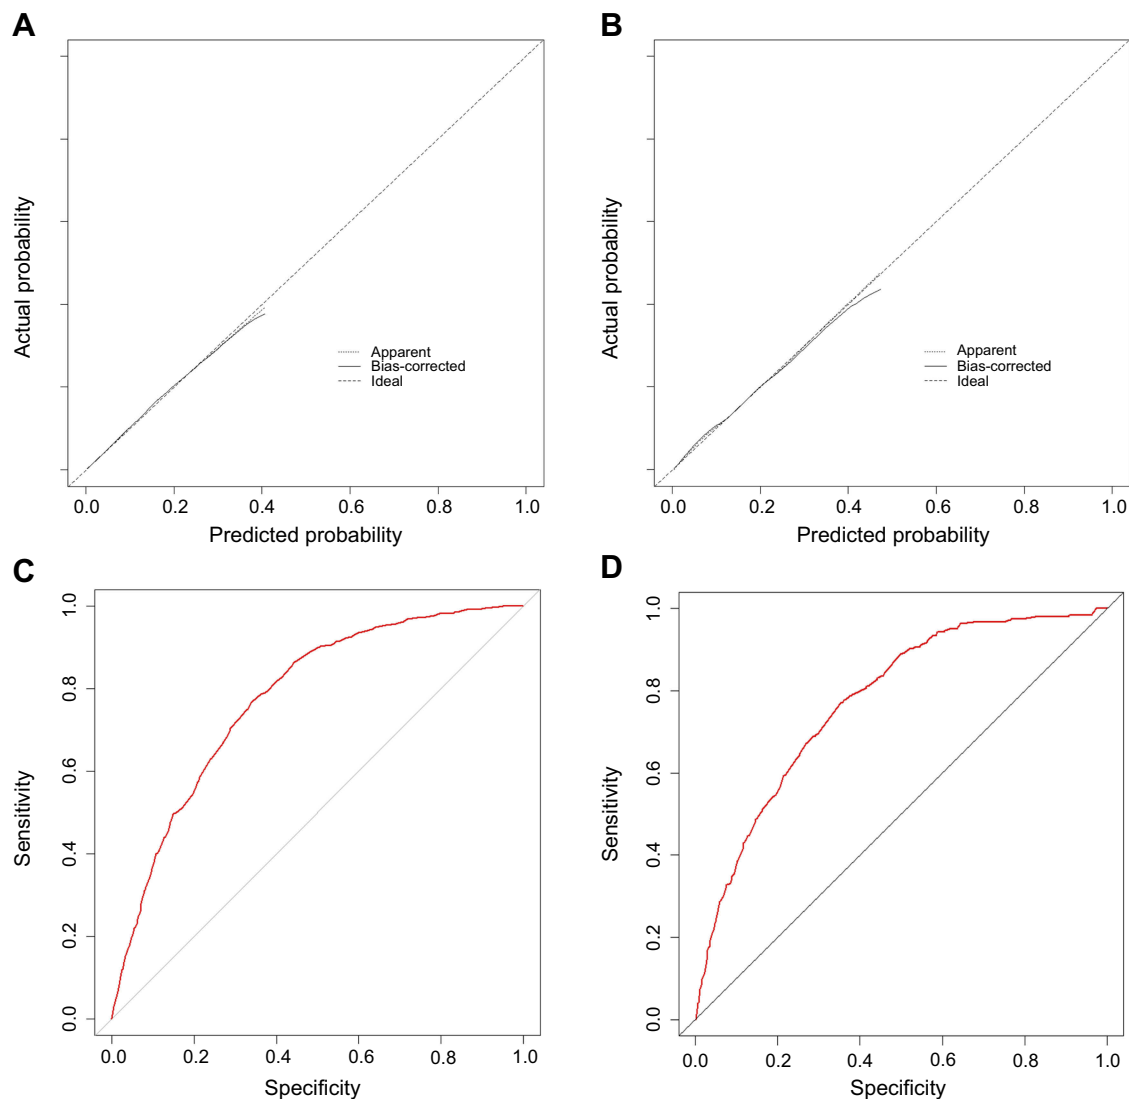 A
B
Actual probability
Apparent
Bias-corrected
Ideal
0.0 0.2 0.4 0.6 0.8 1.0
Predicted probability
Actual probability
Apparent
Bias-corrected
Ideal
0.0 0.2 0.4 0.6 0.8 1.0
Predicted probability
C
D
Sensitivity
1.0
0.8
0.6
0.4
0.2
0.0
0.0 0.2 0.4 0.6 0.8 1.0
Specificity
Sensitivity
1.0
0.8
0.6
0.4
0.2
0.0
0.0 0.2 0.4 0.6 0.8 1.0
Specificity